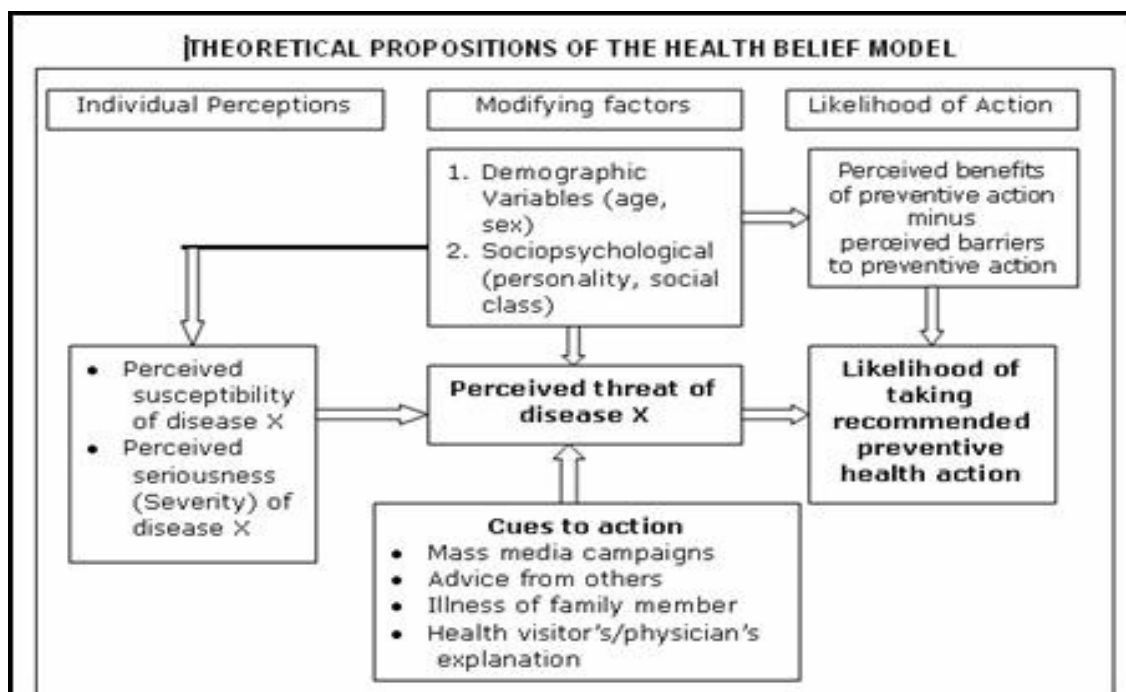 THEORETICAL PROPOSITIONS OF THE HEALTH BELIEF MODEL
Individual Perceptions
Modifying factors
Likelihood of Action
1. Demographic
Variables (age,
sex)
2. Sociopsychological
(personality, social
class)
Perceived benefits
of preventive action
minus
perceived barriers
to preventive action
• Perceived
susceptibility
of disease X
• Perceived
seriousness
(Severity) of
disease X
Perceived threat of
disease X
Likelihood of
taking
recommended
preventive
health action
Cues to action
• Mass media campaigns
• Advice from others
• Illness of family member
• Health visitor's/physician's
explanation